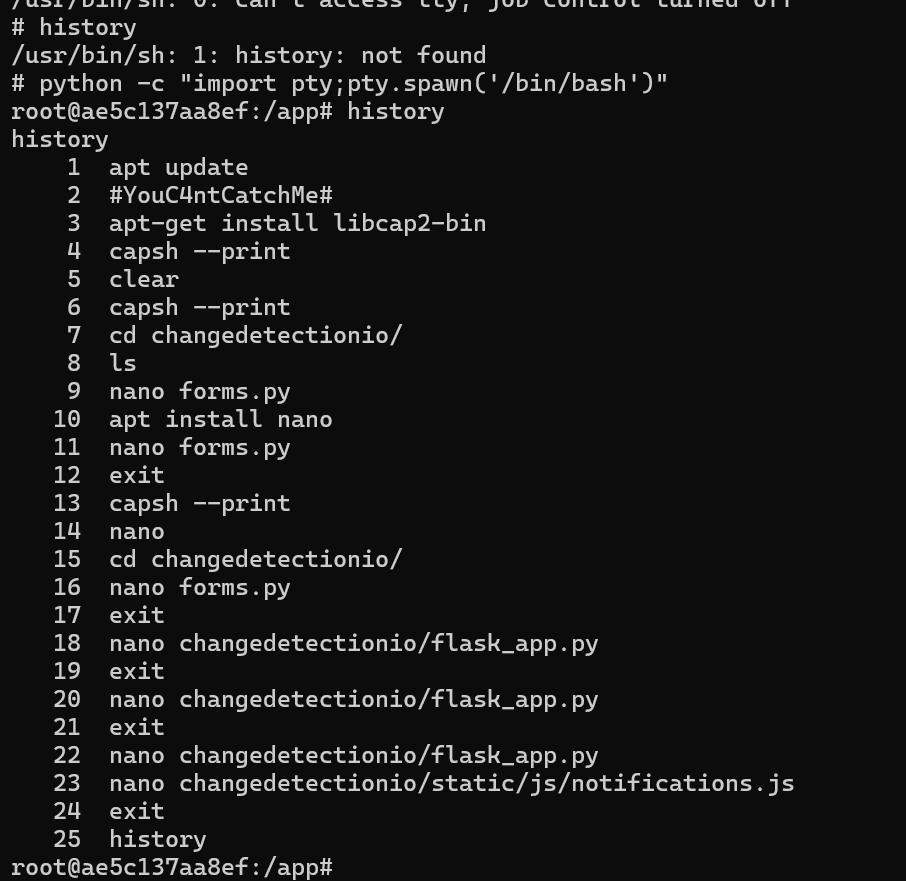 /usr/bin/sh: 0: can't access tty; job control turned off
# history
/usr/bin/sh: 1: history: not found
# python -c "import pty;pty.spawn('/bin/bash')"
root@ae5c137aa8ef:/app# history
history
    1  apt update
    2  #YouC4ntCatchMe#
    3  apt-get install libcap2-bin
    4  capsh --print
    5  clear
    6  capsh --print
    7  cd changedetectionio/
    8  ls
    9  nano forms.py
   10  apt install nano
   11  nano forms.py
   12  exit
   13  capsh --print
   14  nano
   15  cd changedetectionio/
   16  nano forms.py
   17  exit
   18  nano changedetectionio/flask_app.py
   19  exit
   20  nano changedetectionio/flask_app.py
   21  exit
   22  nano changedetectionio/flask_app.py
   23  nano changedetectionio/static/js/notifications.js
   24  exit
   25  history
root@ae5c137aa8ef:/app#